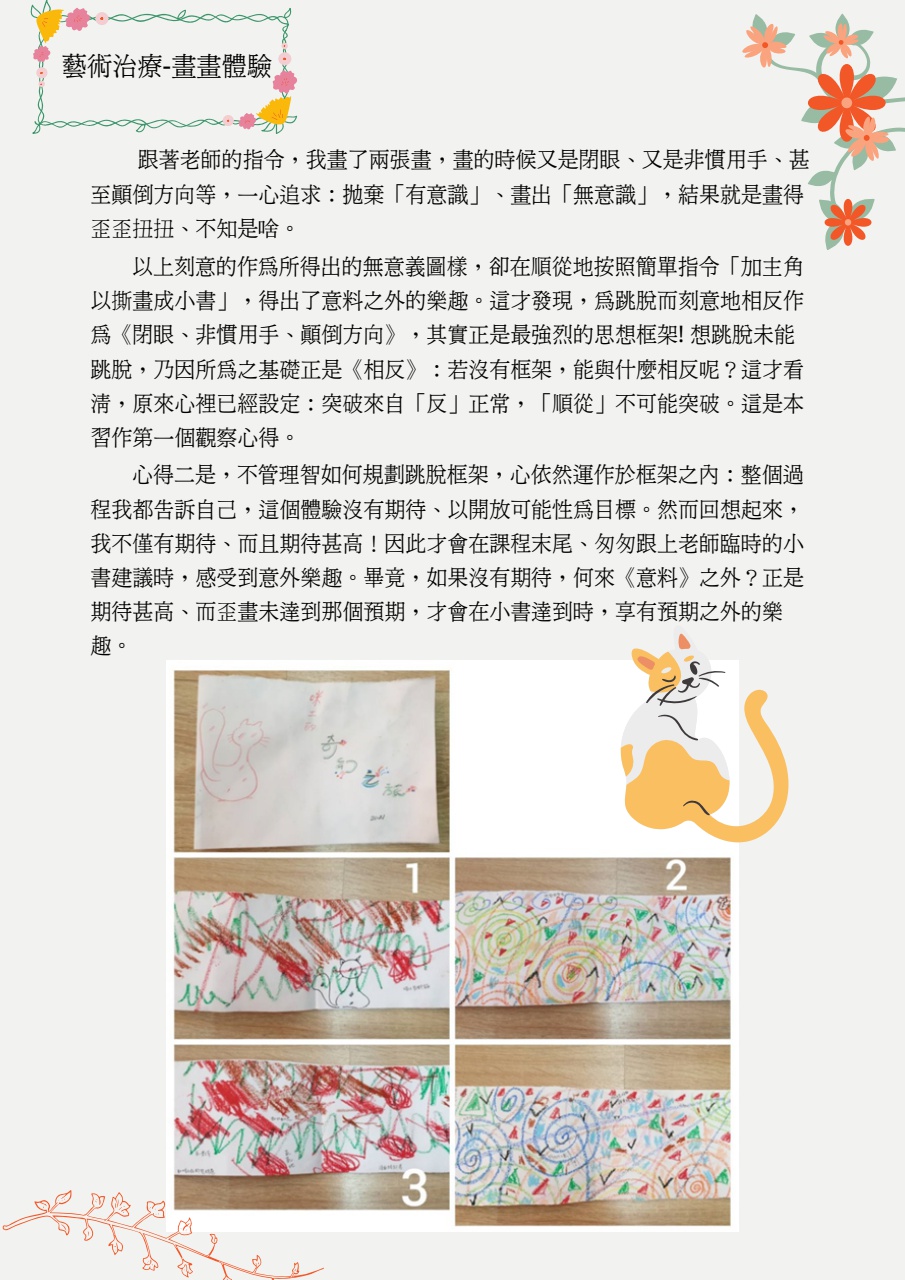 藝術治療-畫畫體驗
跟著老師的指令，我畫了兩張畫，畫的時候又是閉眼、又是非慣用手、甚
至顛倒方向等，一心追求：拋棄「有意識」、畫出「無意識」，結果就是畫得
歪歪扭扭、不知是啥。
以上刻意的作為所得出的無意義圖樣，卻在順從地按照簡單指令「加主角
以撕畫成小書」，得出了意料之外的樂趣。這才發現，為跳脫而刻意地相反作
為《閉眼、非慣用手、顛倒方向》，其實正是最強烈的思想框架! 想跳脫未能
跳脫，乃因所為之基礎正是《相反》：若沒有框架，能與什麼相反呢？這才看
清，原來心裡已經設定：突破來自「反」正常，「順從」不可能突破。這是本
習作第一個觀察心得。
心得二是，不管理智如何規劃跳脫框架，心依然運作於框架之內：整個過
程我都告訴自己，這個體驗沒有期待、以開放可能性為目標。然而回想起來，
我不僅有期待、而且期待甚高！因此才會在課程末尾、匆匆跟上老師臨時的小
書建議時，感受到意外樂趣。畢竟，如果沒有期待，何來《意料》之外？正是
期待甚高、而歪畫未達到那個預期，才會在小書達到時，享有預期之外的樂
趣。
奇
幻
之
旅
1
2
3